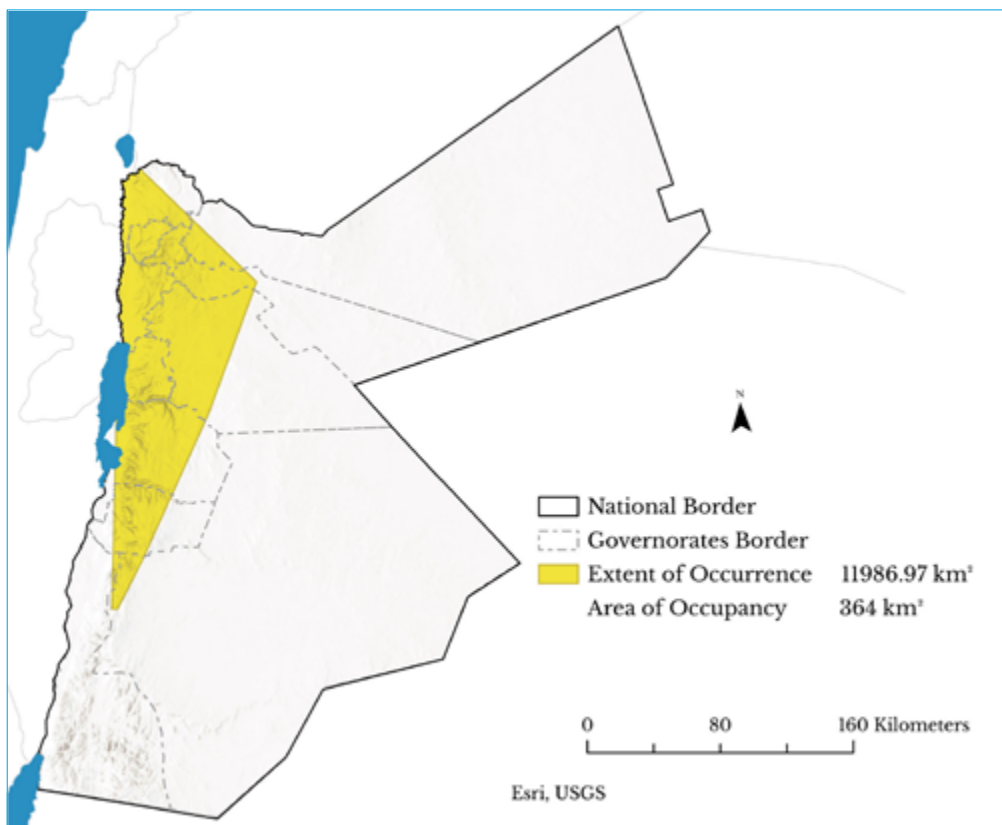 N
National Border
Governorates Border
Extent of Occurrence 11986.97 km²
Area of Occupancy 364 km²
0 80 160 Kilometers
Esri, USGS